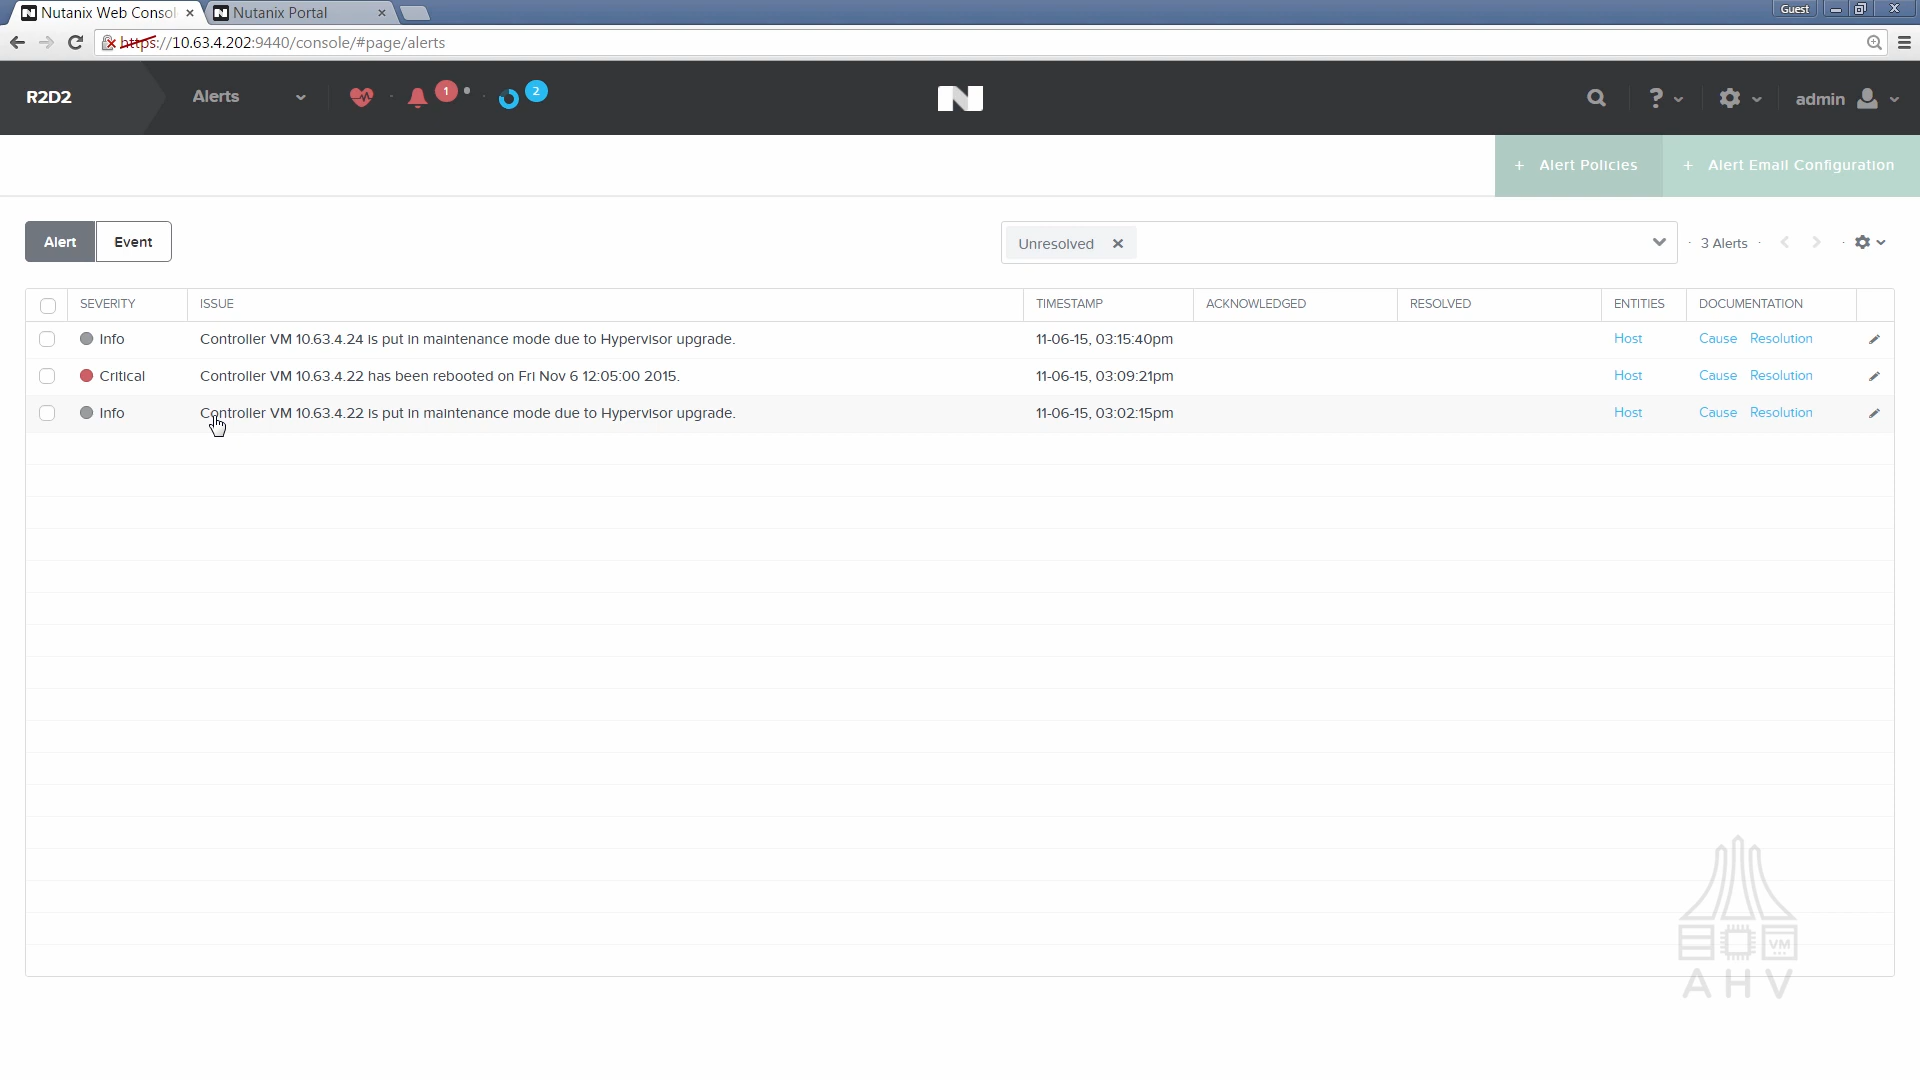 Nutanix Web Consol
Nutanix Portal
Guest
https://10.63.4.202:9440/console/#page/alerts
R2D2
Alerts
1
2
?
admin
+ Alert Policies
+ Alert Email Configuration
Alert
Event
Unresolved
3 Alerts
SEVERITY ISSUE TIMESTAMP ACKNOWLEDGED RESOLVED ENTITIES DOCUMENTATION
Info Controller VM 10.63.4.24 is put in maintenance mode due to Hypervisor upgrade. 11-06-15, 03:15:40pm Host Cause Resolution
Critical Controller VM 10.63.4.22 has been rebooted on Fri Nov 6 12:05:00 2015. 11-06-15, 03:09:21pm Host Cause Resolution
Info Controller VM 10.63.4.22 is put in maintenance mode due to Hypervisor upgrade. 11-06-15, 03:02:15pm Host Cause Resolution
VM
AHV